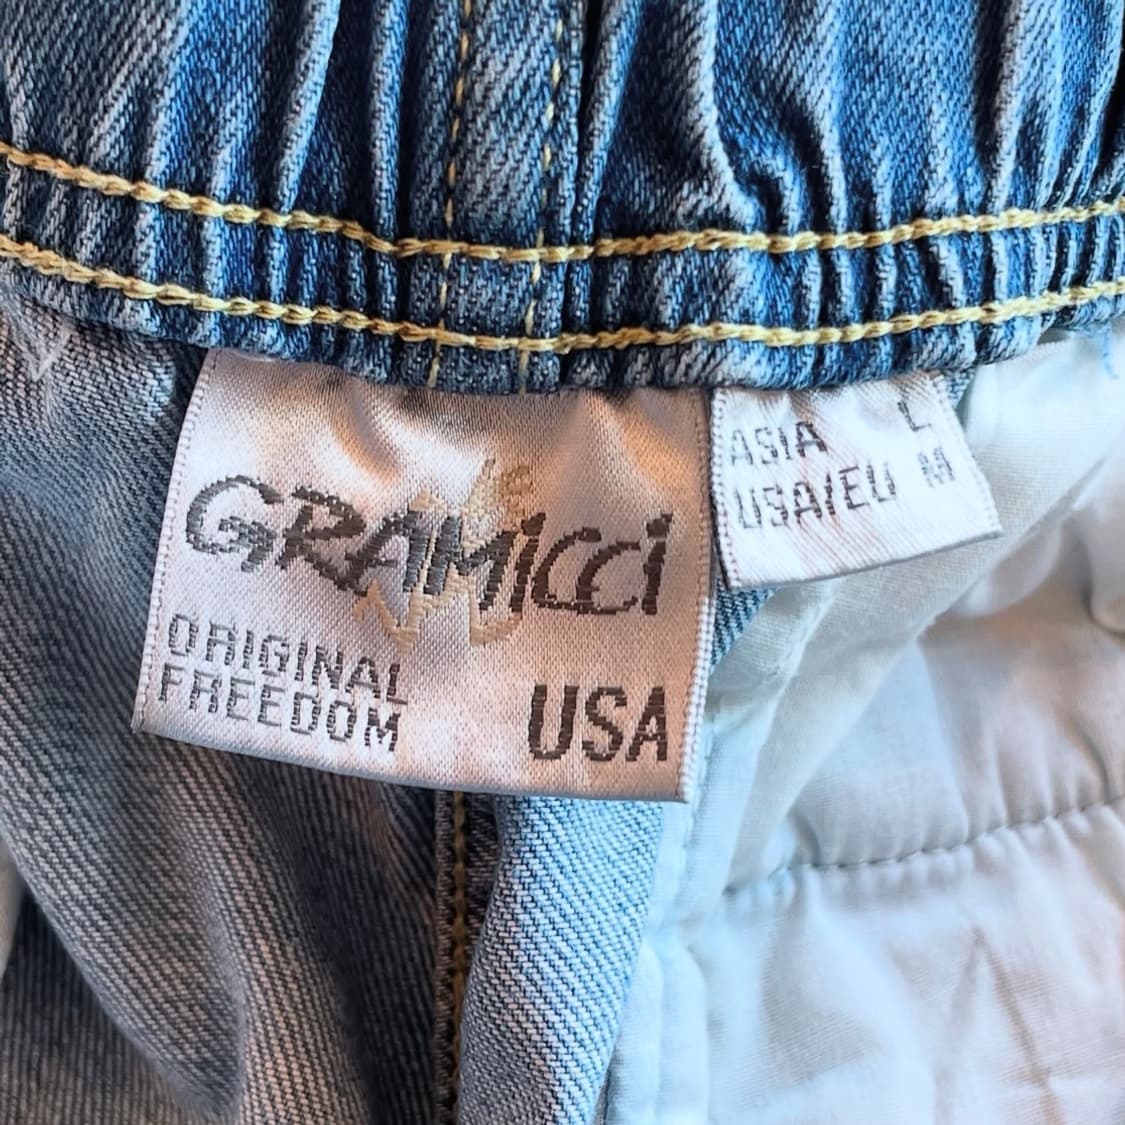 GRAMICCI
ORIGINAL
FREEDOM
USA
ASIA L
USA/EU M